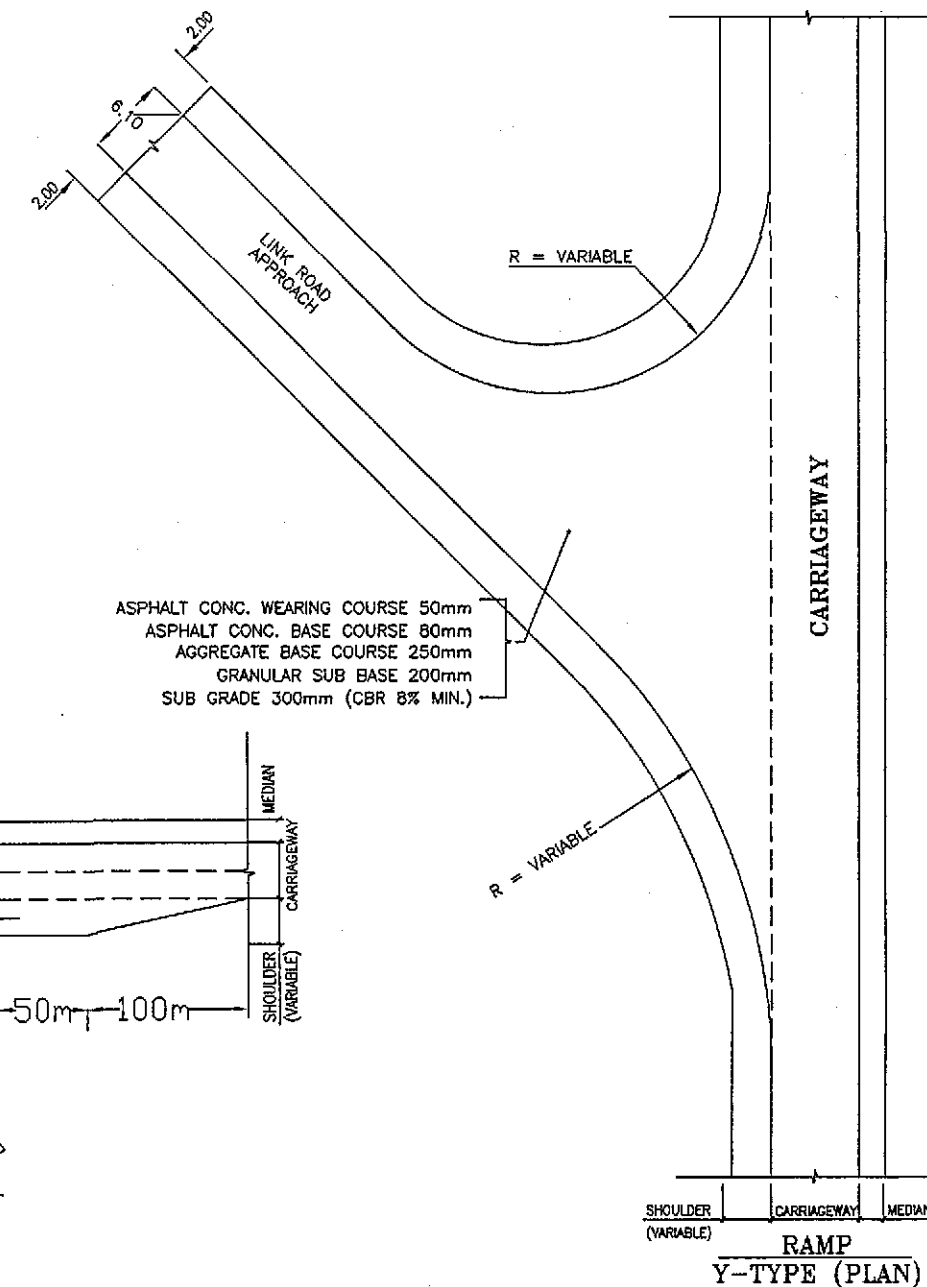 2.00
6.10
2.00
LINK ROAD
APPROACH
R = VARIABLE
CARRIAGEWAY
ASPHALT CONC. WEARING COURSE 50mm
ASPHALT CONC. BASE COURSE 80mm
AGGREGATE BASE COURSE 250mm
GRANULAR SUB BASE 200mm
SUB GRADE 300mm (CBR 8% MIN.)
R = VARIABLE
MEDIAN
CARRIAGEWAY
SHOULDER
(VARIABLE)
50m
100m
SHOULDER
(VARIABLE)
CARRIAGEWAY
MEDIAN
RAMP
Y-TYPE (PLAN)